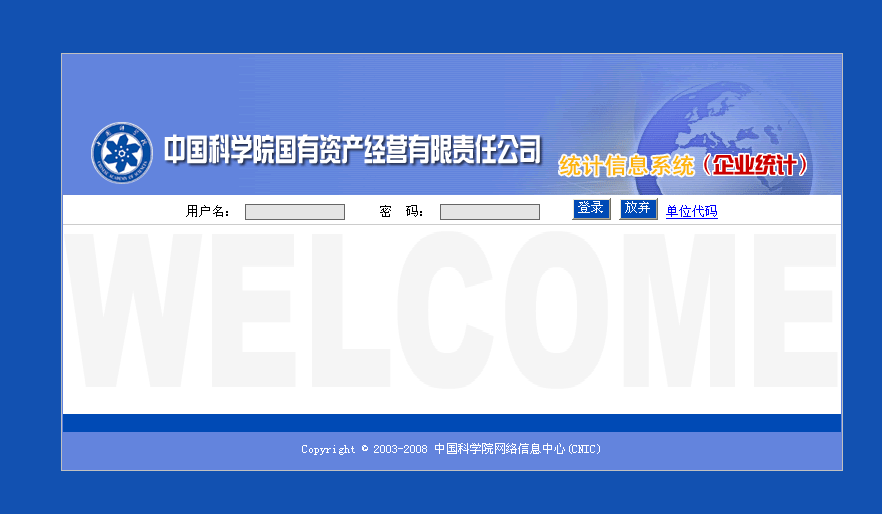 中国科学院国有资产经营有限责任公司
统计信息系统（企业统计）
用户名： 密 码： 登录 放弃 单位代码
WELCOME
Copyright © 2003-2008 中国科学院网络信息中心(CNIC)